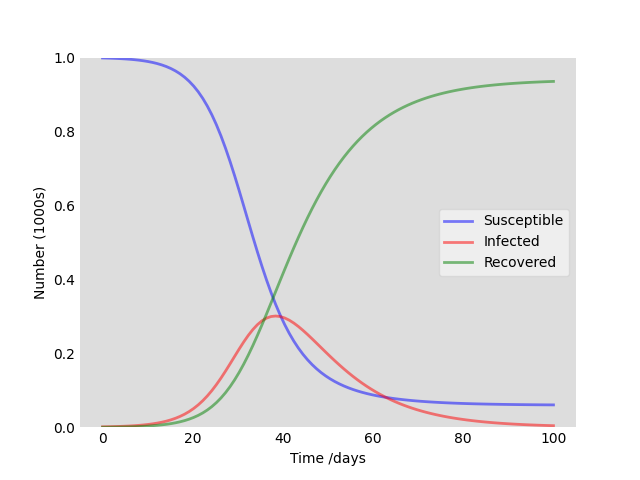 1.0
0.8
0.6
0.4
0.2
0.0
Number (1000s)
Susceptible
Infected
Recovered
0 20 40 60 80 100
Time /days